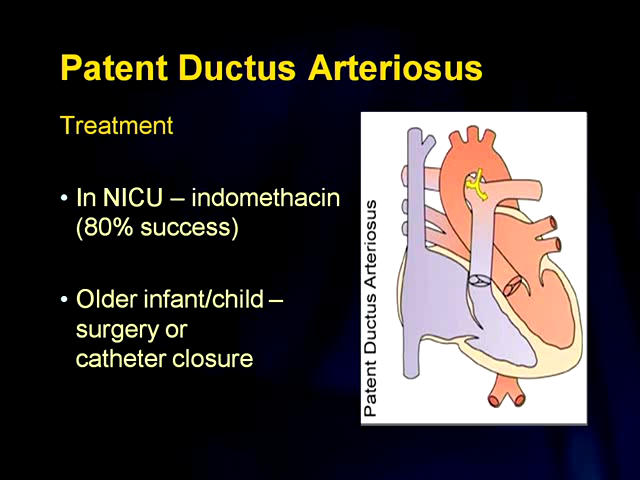 Patent Ductus Arteriosus
Treatment
• In NICU – indomethacin
(80% success)
• Older infant/child –
surgery or
catheter closure
Patent Ductus Arteriosus